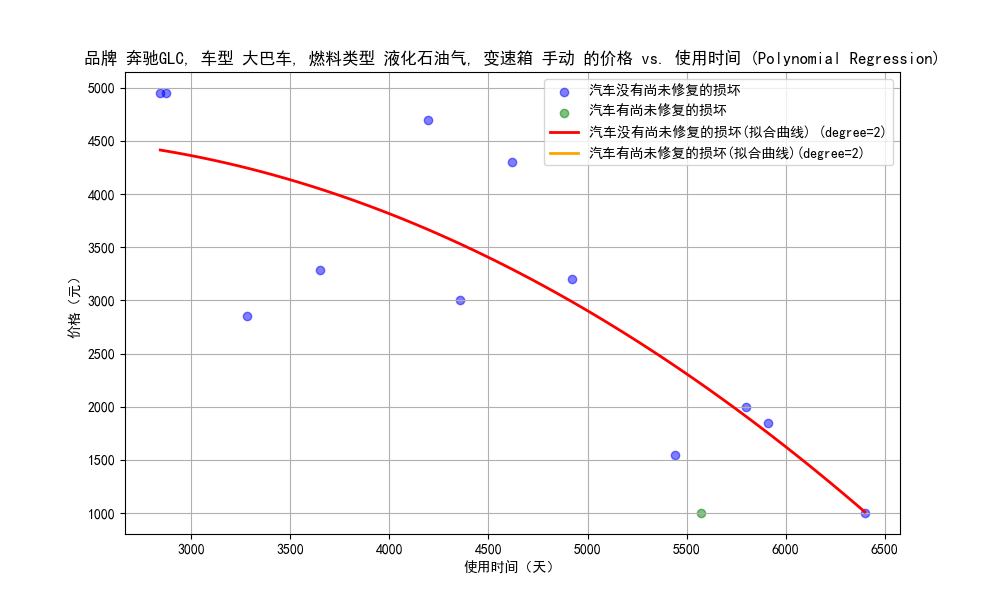 品牌 奔驰GLC, 车型 大巴车, 燃料类型 液化石油气, 变速箱 手动 的价格 vs. 使用时间 (Polynomial Regression)
汽车没有尚未修复的损坏
汽车有尚未修复的损坏
汽车没有尚未修复的损坏(拟合曲线) (degree=2)
汽车有尚未修复的损坏(拟合曲线)(degree=2)
价格（元）
5000
4500
4000
3500
3000
2500
2000
1500
1000
3000 3500 4000 4500 5000 5500 6000 6500
使用时间（天）